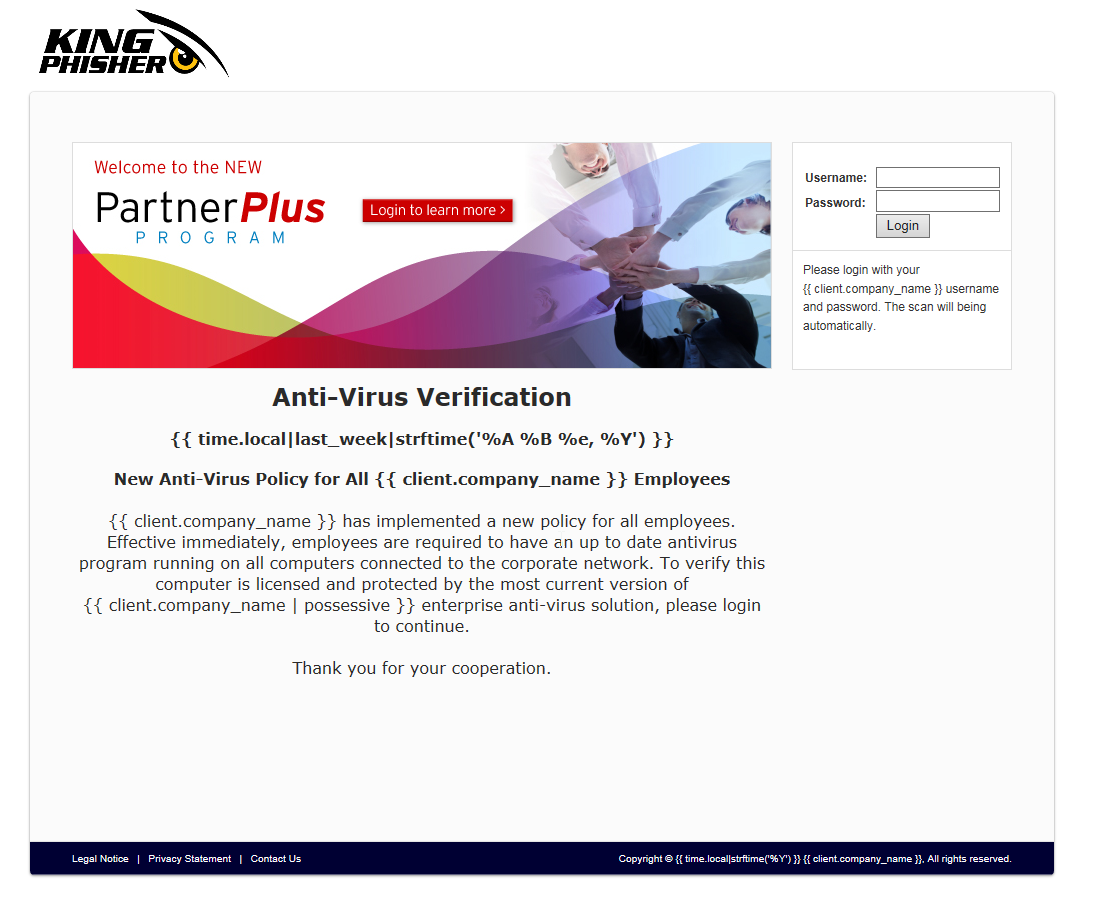 KING
PHISHER
Welcome to the NEW
PartnerPlus
PROGRAM
Login to learn more >
Username:
Password:
Login
Please login with your
{{ client.company_name }} username
and password. The scan will being
automatically.
Anti-Virus Verification
{{ time.local|last_week|strftime('%A %B %e, %Y') }}
New Anti-Virus Policy for All {{ client.company_name }} Employees
{{ client.company_name }} has implemented a new policy for all employees.
Effective immediately, employees are required to have an up to date antivirus
program running on all computers connected to the corporate network. To verify this
computer is licensed and protected by the most current version of
{{ client.company_name | possessive }} enterprise anti-virus solution, please login
to continue.
Thank you for your cooperation.
Legal Notice | Privacy Statement | Contact Us
Copyright © {{ time.local|strftime('%Y') }} {{ client.company_name }}, All rights reserved.